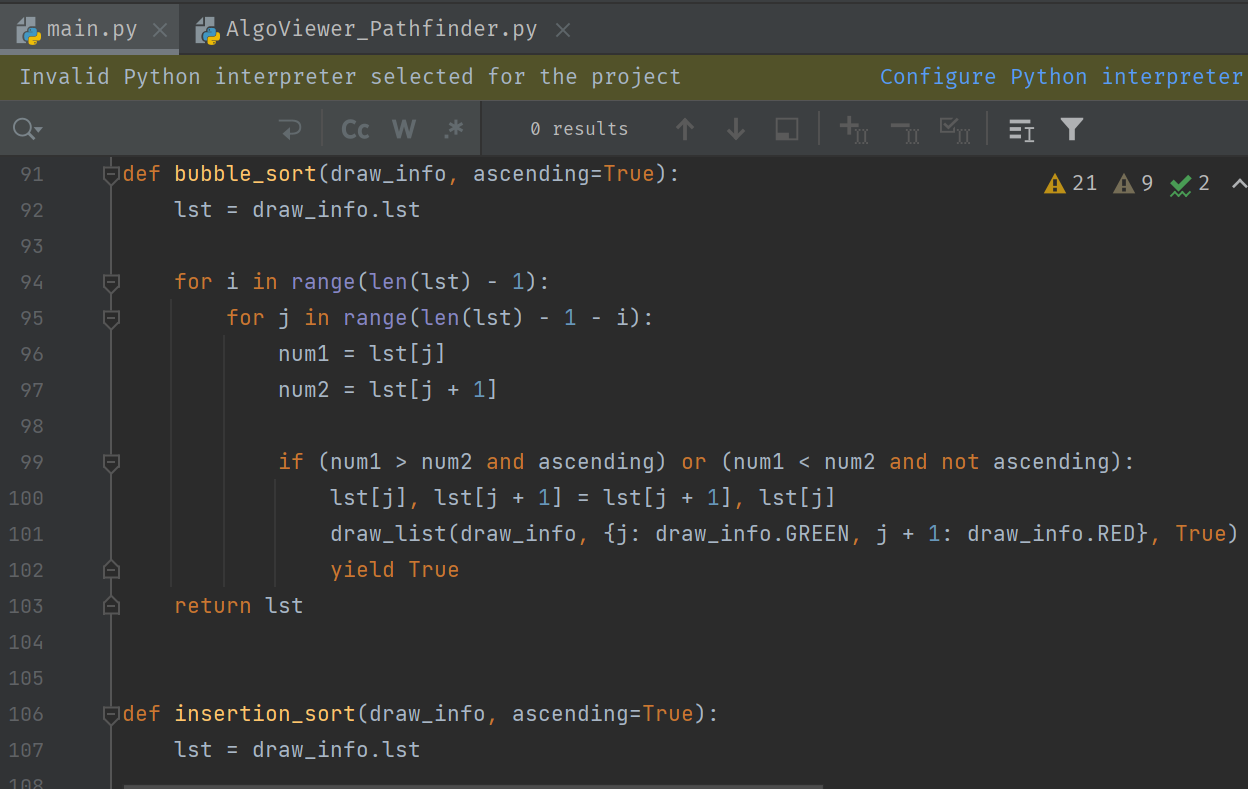 main.py AlgoViewer_Pathfinder.py
Invalid Python interpreter selected for the project Configure Python interpreter
Cc W .* 0 results
91 def bubble_sort(draw_info, ascending=True):
92     lst = draw_info.lst
93
94     for i in range(len(lst) - 1):
95         for j in range(len(lst) - 1 - i):
96             num1 = lst[j]
97             num2 = lst[j + 1]
98
99             if (num1 > num2 and ascending) or (num1 < num2 and not ascending):
100                 lst[j], lst[j + 1] = lst[j + 1], lst[j]
101                 draw_list(draw_info, {j: draw_info.GREEN, j + 1: draw_info.RED}, True)
102                 yield True
103     return lst
104
105
106 def insertion_sort(draw_info, ascending=True):
107     lst = draw_info.lst
108
21 9 2